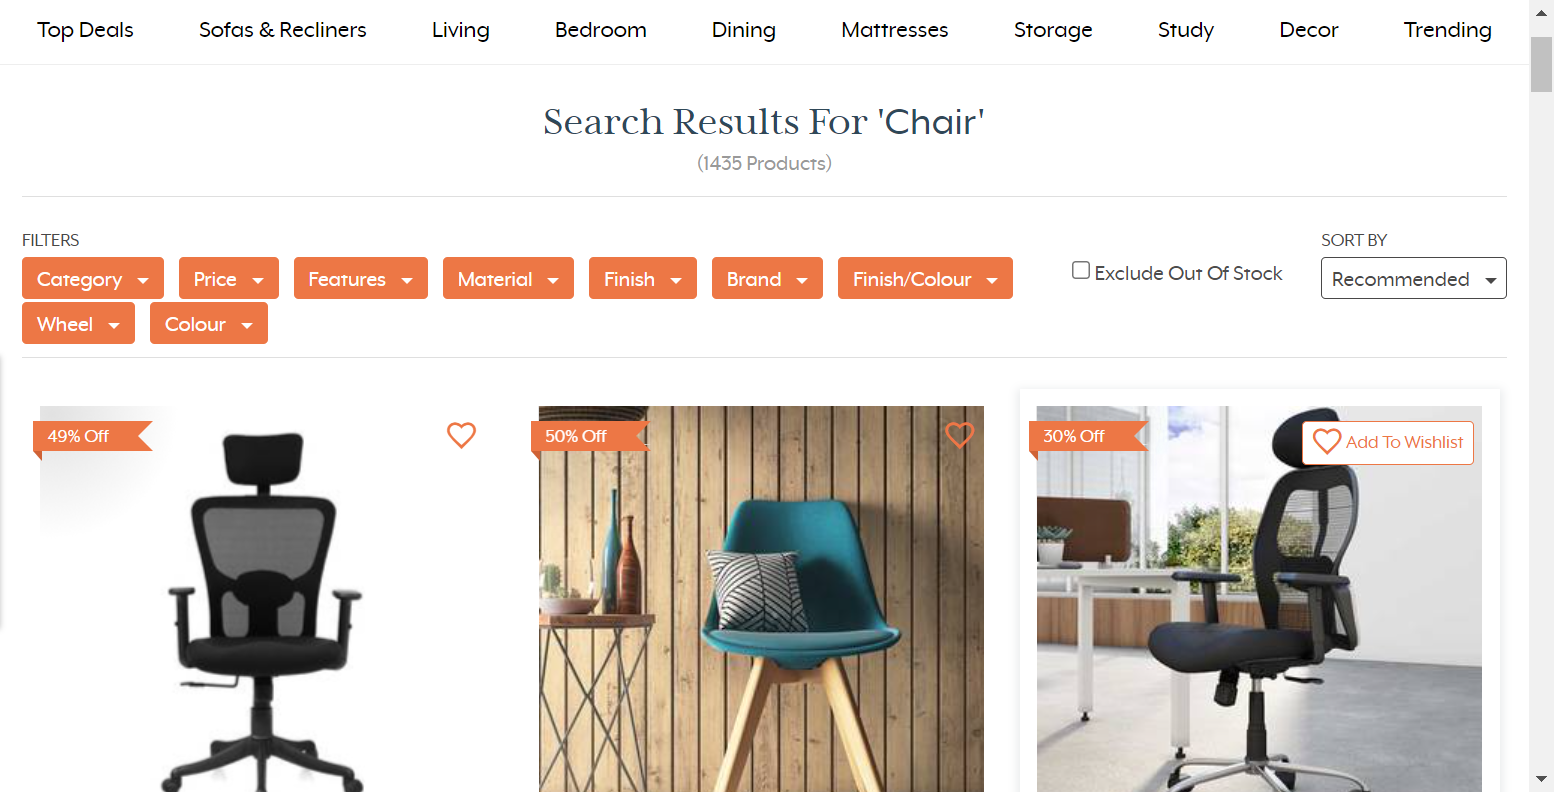 Top Deals Sofas & Recliners Living Bedroom Dining Mattresses Storage Study Decor Trending
Search Results For 'Chair'
(1435 Products)
FILTERS
SORT BY
Category Price Features Material Finish Brand Finish/Colour
Exclude Out Of Stock
Recommended
Wheel Colour
49% Off
50% Off
30% Off
Add To Wishlist